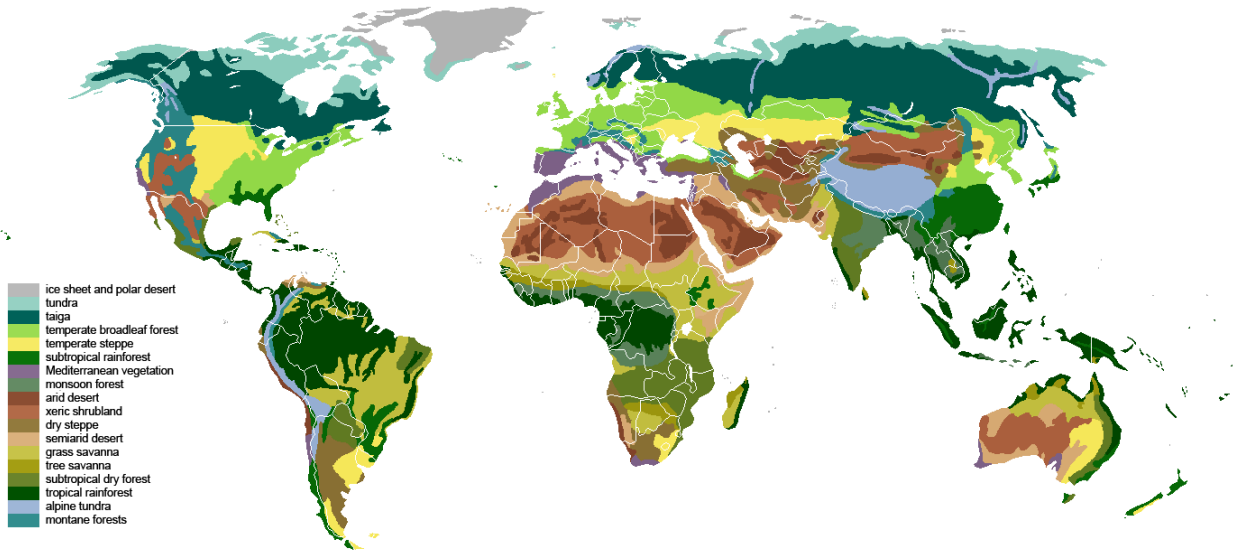 ice sheet and polar desert
tundra
taiga
temperate broadleaf forest
temperate steppe
subtropical rainforest
Mediterranean vegetation
monsoon forest
arid desert
xeric shrubland
dry steppe
semiarid desert
grass savanna
tree savanna
subtropical dry forest
tropical rainforest
alpine tundra
montane forests